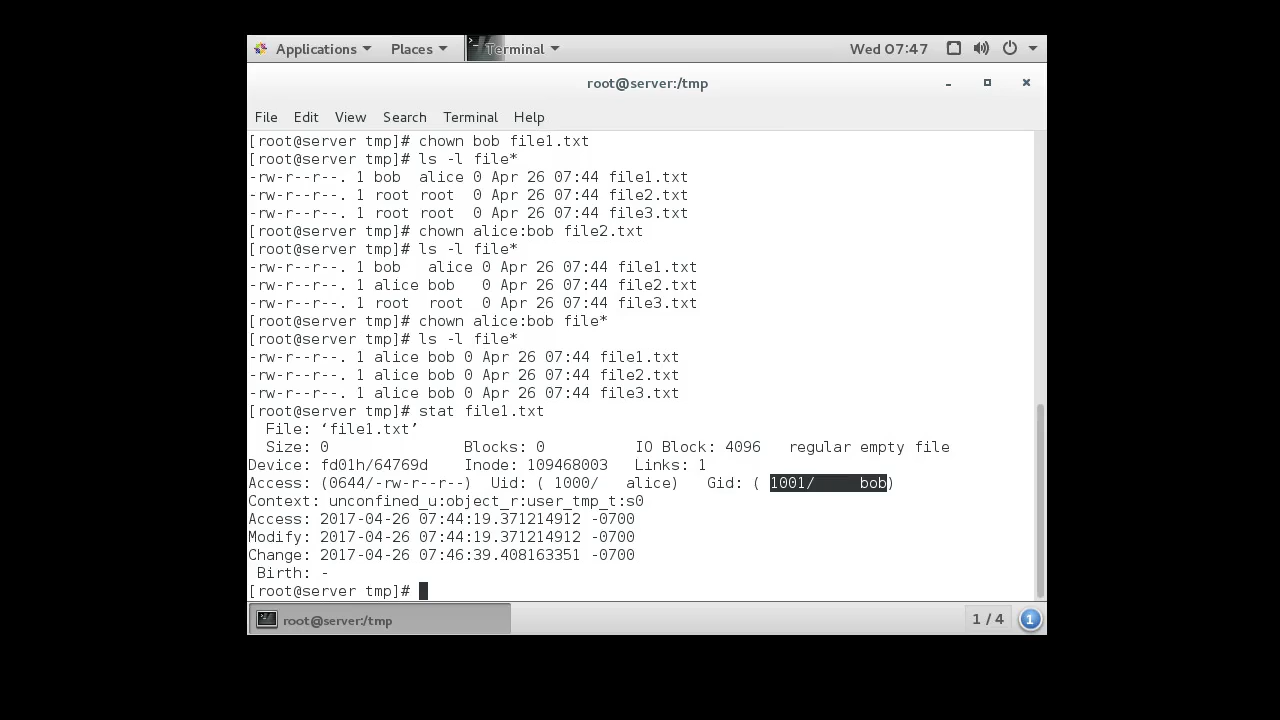 Applications Places Terminal Wed 07:47
root@server:/tmp
File Edit View Search Terminal Help
[root@server tmp]# chown bob file1.txt
[root@server tmp]# ls -l file*
-rw-r--r--. 1 bob  alice 0 Apr 26 07:44 file1.txt
-rw-r--r--. 1 root root  0 Apr 26 07:44 file2.txt
-rw-r--r--. 1 root root  0 Apr 26 07:44 file3.txt
[root@server tmp]# chown alice:bob file2.txt
[root@server tmp]# ls -l file*
-rw-r--r--. 1 bob   alice 0 Apr 26 07:44 file1.txt
-rw-r--r--. 1 alice bob   0 Apr 26 07:44 file2.txt
-rw-r--r--. 1 root  root  0 Apr 26 07:44 file3.txt
[root@server tmp]# chown alice:bob file*
[root@server tmp]# ls -l file*
-rw-r--r--. 1 alice bob 0 Apr 26 07:44 file1.txt
-rw-r--r--. 1 alice bob 0 Apr 26 07:44 file2.txt
-rw-r--r--. 1 alice bob 0 Apr 26 07:44 file3.txt
[root@server tmp]# stat file1.txt
  File: ‘file1.txt’
  Size: 0               Blocks: 0          IO Block: 4096   regular empty file
Device: fd01h/64769d    Inode: 109468003   Links: 1
Access: (0644/-rw-r--r--)  Uid: ( 1000/   alice)   Gid: ( 1001/     bob)
Context: unconfined_u:object_r:user_tmp_t:s0
Access: 2017-04-26 07:44:19.371214912 -0700
Modify: 2017-04-26 07:44:19.371214912 -0700
Change: 2017-04-26 07:46:39.408163351 -0700
 Birth: -
[root@server tmp]#
root@server:/tmp 1 / 4 1